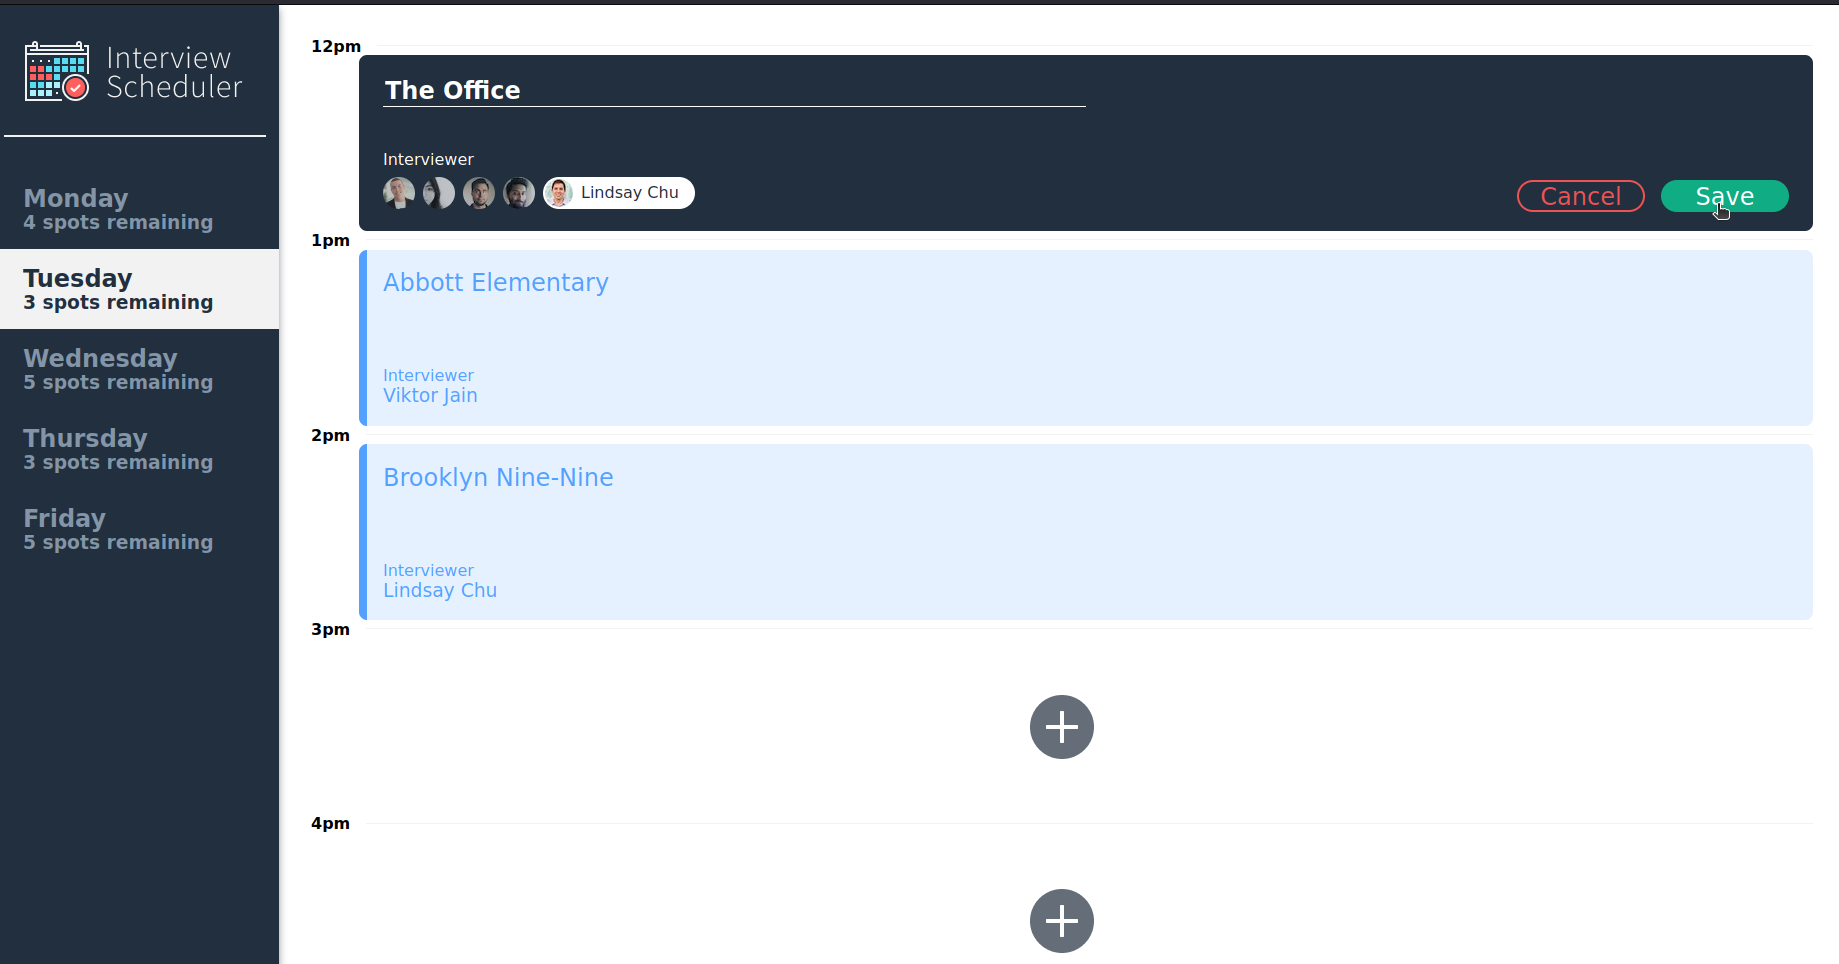 Interview
Scheduler
Monday
4 spots remaining
Tuesday
3 spots remaining
Wednesday
5 spots remaining
Thursday
3 spots remaining
Friday
5 spots remaining
12pm
The Office
Interviewer
Lindsay Chu
Cancel
Save
1pm
Abbott Elementary
Interviewer
Viktor Jain
2pm
Brooklyn Nine-Nine
Interviewer
Lindsay Chu
3pm
4pm